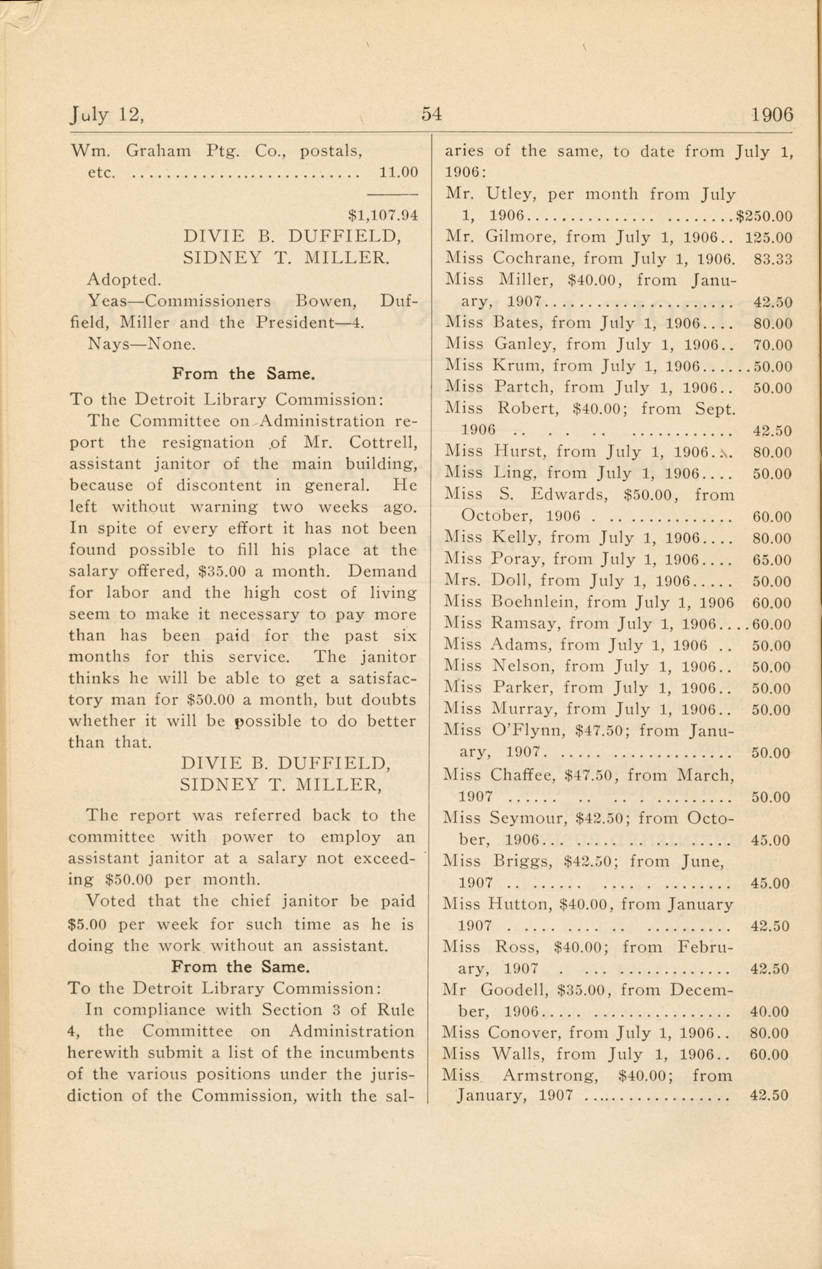 July 12,
54
1906
Wm. Graham Ptg. Co., postals,
etc. .......................... 11.00
$1,107.94
DIVIE B. DUFFIELD,
SIDNEY T. MILLER.
Adopted.
Yeas—Commissioners Bowen, Duf-
field, Miller and the President—4.
Nays—None.
From the Same.
To the Detroit Library Commission:
The Committee on Administration re-
port the resignation of Mr. Cottrell,
assistant janitor of the main building,
because of discontent in general. He
left without warning two weeks ago.
In spite of every effort it has not been
found possible to fill his place at the
salary offered, $35.00 a month. Demand
for labor and the high cost of living
seem to make it necessary to pay more
than has been paid for the past six
months for this service. The janitor
thinks he will be able to get a satisfac-
tory man for $50.00 a month, but doubts
whether it will be possible to do better
than that.
DIVIE B. DUFFIELD,
SIDNEY T. MILLER,
The report was referred back to the
committee with power to employ an
assistant janitor at a salary not exceed-
ing $50.00 per month.
Voted that the chief janitor be paid
$5.00 per week for such time as he is
doing the work without an assistant.
From the Same.
To the Detroit Library Commission:
In compliance with Section 3 of Rule
4, the Committee on Administration
herewith submit a list of the incumbents
of the various positions under the juris-
diction of the Commission, with the sal-
aries of the same, to date from July 1,
1906:
Mr. Utley, per month from July
1, 1906............... ........$250.00
Mr. Gilmore, from July 1, 1906.. 125.00
Miss Cochrane, from July 1, 1906. 83.33
Miss Miller, $40.00, from Janu-
ary, 1907..................... 42.50
Miss Bates, from July 1, 1906.... 80.00
Miss Ganley, from July 1, 1906.. 70.00
Miss Krum, from July 1, 1906......50.00
Miss Partch, from July 1, 1906.. 50.00
Miss Robert, $40.00; from Sept.
1906 .. . . .. ............ 42.50
Miss Hurst, from July 1, 1906... 80.00
Miss Ling, from July 1, 1906.... 50.00
Miss S. Edwards, $50.00, from
October, 1906 . .. ............ 60.00
Miss Kelly, from July 1, 1906.... 80.00
Miss Poray, from July 1, 1906.... 65.00
Mrs. Doll, from July 1, 1906..... 50.00
Miss Boehnlein, from July 1, 1906 60.00
Miss Ramsay, from July 1, 1906....60.00
Miss Adams, from July 1, 1906 .. 50.00
Miss Nelson, from July 1, 1906.. 50.00
Miss Parker, from July 1, 1906.. 50.00
Miss Murray, from July 1, 1906.. 50.00
Miss O'Flynn, $47.50; from Janu-
ary, 1907. ..... .............. 50.00
Miss Chaffee, $47.50, from March,
1907 ...... .. .. . .......... 50.00
Miss Seymour, $42.50; from Octo-
ber, 1906... ...... .. ... ..... 45.00
Miss Briggs, $42.50; from June,
1907 .. ...... .... . ........ 45.00
Miss Hutton, $40.00, from January
1907 . .... .... .. .......... 42.50
Miss Ross, $40.00; from Febru-
ary, 1907 . ... ............. 42.50
Mr Goodell, $35.00, from Decem-
ber, 1906..... ................ 40.00
Miss Conover, from July 1, 1906.. 80.00
Miss Walls, from July 1, 1906.. 60.00
Miss Armstrong, $40.00; from
January, 1907 ................. 42.50